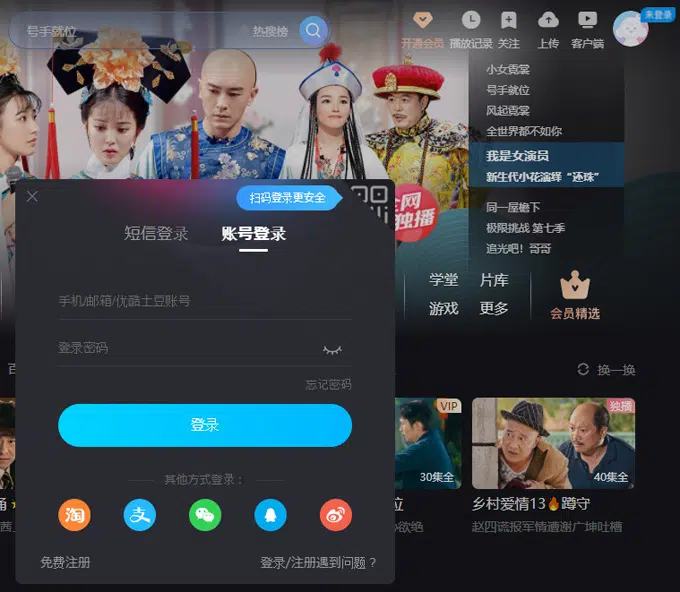 号手就位
热搜榜
开通会员 播放记录 关注 上传 客户端
未登录
小女霓裳
号手就位
风起霓裳
全世界都不如你
我是女演员
新生代小花演绎“还珠”
同一屋檐下
极限挑战 第七季
追光吧！哥哥
全网
独播
扫码登录更安全
短信登录 账号登录
手机/邮箱/优酷土豆账号
登录密码
忘记密码
登录
其他方式登录：
淘 支
免费注册
登录/注册遇到问题？
学堂 片库
游戏 更多
会员精选
换一换
VIP
30集全
位
欲绝
独播
40集全
乡村爱情13🔥蹲守
赵四谎报军情遭谢广坤吐槽